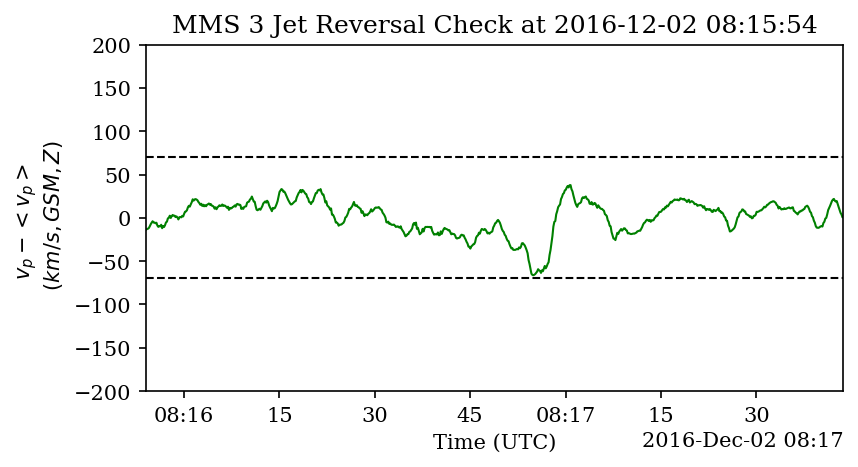 MMS 3 Jet Reversal Check at 2016-12-02 08:15:54
200
150
100
50
0
−50
−100
−150
−200
v_p − < v_p >
(km/s, GSM, Z)
08:16 15 30 45 08:17 15 30
Time (UTC)
2016-Dec-02 08:17